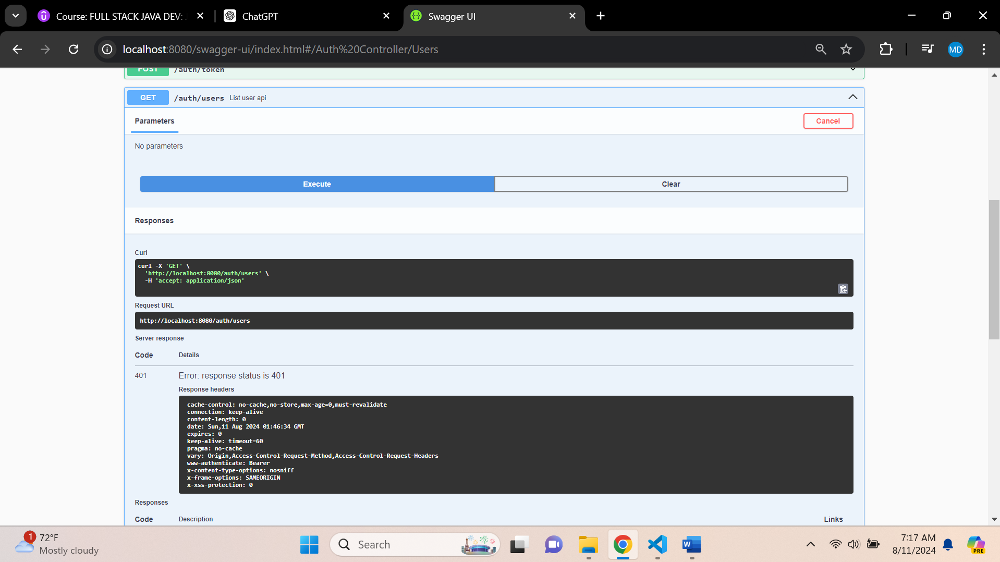 Course: FULL STACK JAVA DEV:
ChatGPT
Swagger UI
localhost:8080/swagger-ui/index.html#/Auth%20Controller/Users
MD
POST /auth/token
GET /auth/users List user api
Parameters
Cancel
No parameters
Execute
Clear
Responses
Curl
curl -X 'GET' \
'http://localhost:8080/auth/users' \
-H 'accept: application/json'
Request URL
http://localhost:8080/auth/users
Server response
Code Details
401 Error: response status is 401
Response headers
cache-control: no-cache,no-store,max-age=0,must-revalidate
connection: keep-alive
content-length: 0
date: Sun,11 Aug 2024 01:46:34 GMT
expires: 0
keep-alive: timeout=60
pragma: no-cache
vary: Origin,Access-Control-Request-Method,Access-Control-Request-Headers
www-authenticate: Bearer
x-content-type-options: nosniff
x-frame-options: SAMEORIGIN
x-xss-protection: 0
Responses
Code Description Links
1
72°F
Mostly cloudy
Search
W
7:17 AM
8/11/2024
PRE